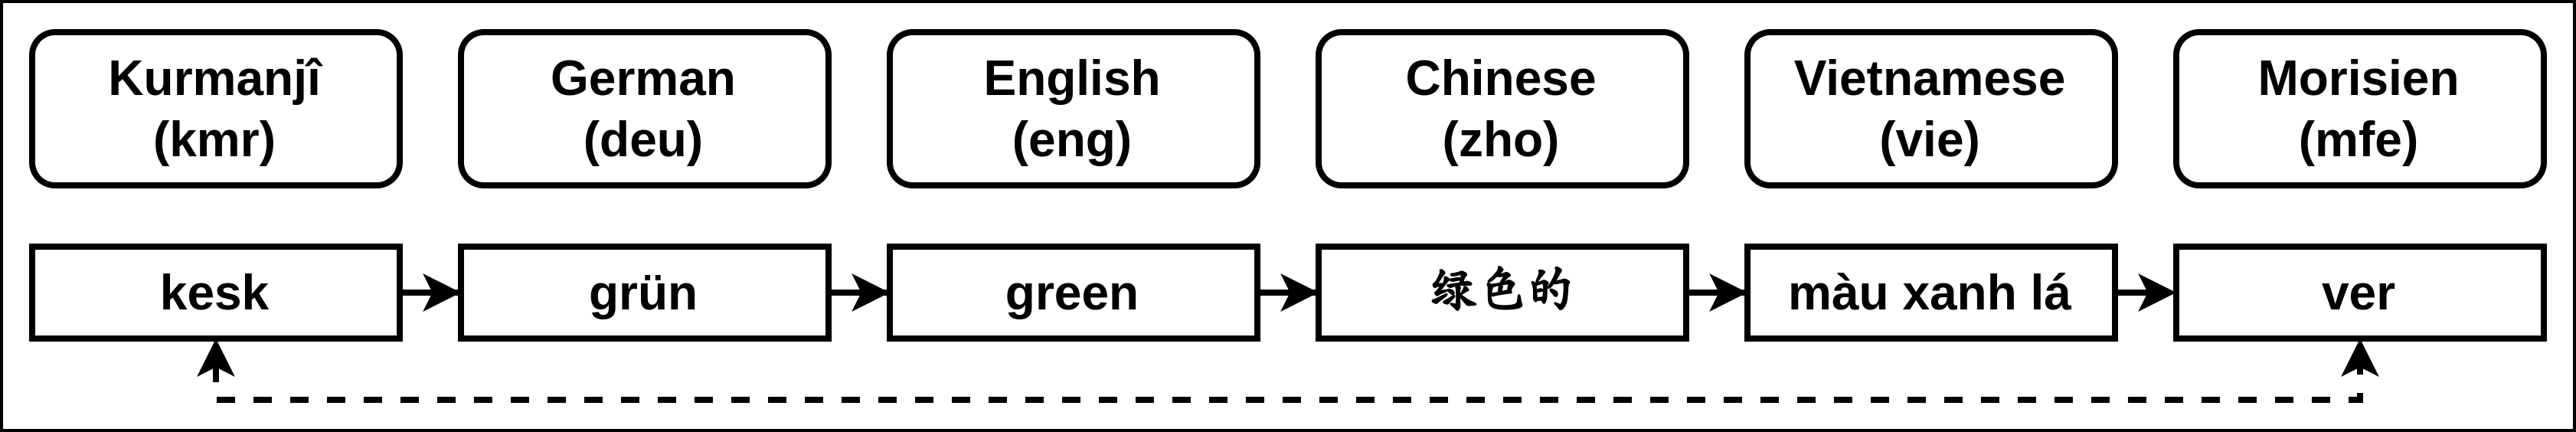 Kurmanjî
(kmr)
German
(deu)
English
(eng)
Chinese
(zho)
Vietnamese
(vie)
Morisien
(mfe)
kesk
grün
green
绿色的
màu xanh lá
ver